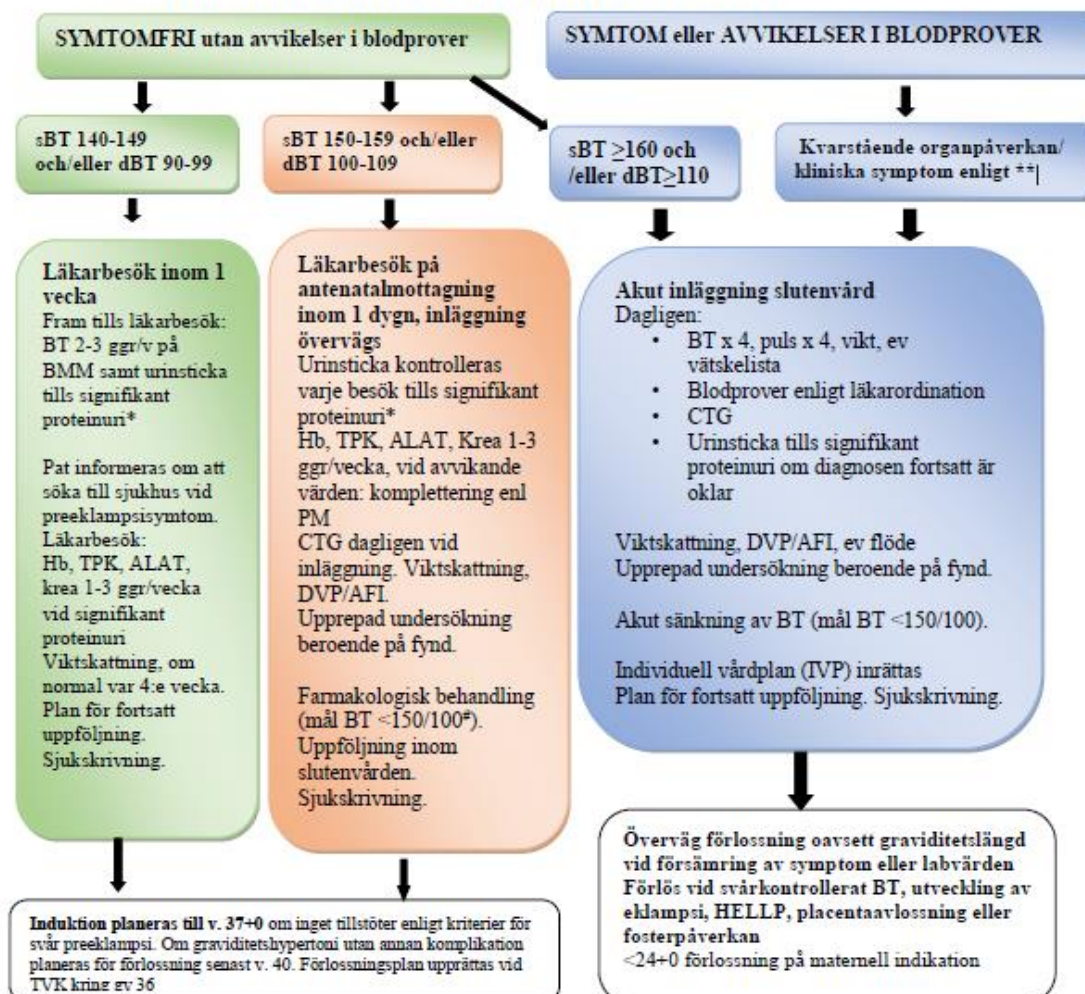 SYMTOMFRI utan avvikelser i blodprover
SYMTOM eller AVVIKELSER I BLODPROVER
sBT 140-149
och/eller dBT 90-99
sBT 150-159 och/eller
dBT 100-109
sBT ≥160 och
/eller dBT≥110
Kvarstående organpåverkan/
kliniska symptom enligt **|
Läkarbesök inom 1
vecka
Fram tills läkarbesök:
BT 2-3 ggr/v på
BMM samt urinsticka
tills signifikant
proteinuri*
Pat informeras om att
söka till sjukhus vid
preeklampsisymtom.
Läkarbesök:
Hb, TPK, ALAT,
krea 1-3 ggr/vecka
vid signifikant
proteinuri
Viktskattning, om
normal var 4:e vecka.
Plan för fortsatt
uppföljning.
Sjukskrivning.
Läkarbesök på
antenatalmottagning
inom 1 dygn, inläggning
övervägs
Urinsticka kontrolleras
varje besök tills signifikant
proteinuri*
Hb, TPK, ALAT, Krea 1-3
ggr/vecka, vid avvikande
värden: komplettering enl
PM
CTG dagligen vid
inläggning. Viktskattning,
DVP/AFI.
Upprepad undersökning
beroende på fynd.
Farmakologisk behandling
(mål BT <150/100#).
Uppföljning inom
slutenvården.
Sjukskrivning.
Akut inläggning slutenvård
Dagligen:
• BT x 4, puls x 4, vikt, ev
vätskelista
• Blodprover enligt läkarordination
• CTG
• Urinsticka tills signifikant
proteinuri om diagnosen fortsatt är
oklar
Viktskattning, DVP/AFI, ev flöde
Upprepad undersökning beroende på fynd.
Akut sänkning av BT (mål BT <150/100).
Individuell vårdplan (IVP) inrättas
Plan för fortsatt uppföljning. Sjukskrivning.
Induktion planeras till v. 37+0 om inget tillstöter enligt kriterier för
svår preeklampsi. Om graviditetshypertoni utan annan komplikation
planeras för förlossning senast v. 40. Förlossningsplan upprättas vid
TVK kring gv 36
Överväg förlossning oavsett graviditetslängd
vid försämring av symptom eller labvärden
Förlös vid svårkontrollerat BT, utveckling av
eklampsi, HELLP, placentaavlossning eller
fosterpåverkan
<24+0 förlossning på maternell indikation